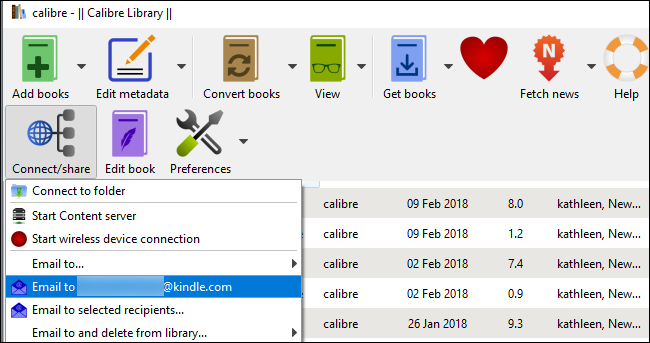 calibre - || Calibre Library ||
Add books
Edit metadata
Convert books
View
Get books
Fetch news
Help
N
Connect/share
Edit book
Preferences
Connect to folder
Start Content server
Start wireless device connection
Email to...
Email to @kindle.com
Email to selected recipients...
Email to and delete from library...
calibre 09 Feb 2018 8.0 kathleen, New...
calibre 09 Feb 2018 1.2 kathleen, New...
calibre 02 Feb 2018 7.4 kathleen, New...
calibre 02 Feb 2018 0.9 kathleen, New...
calibre 26 Jan 2018 9.3 kathleen, New...